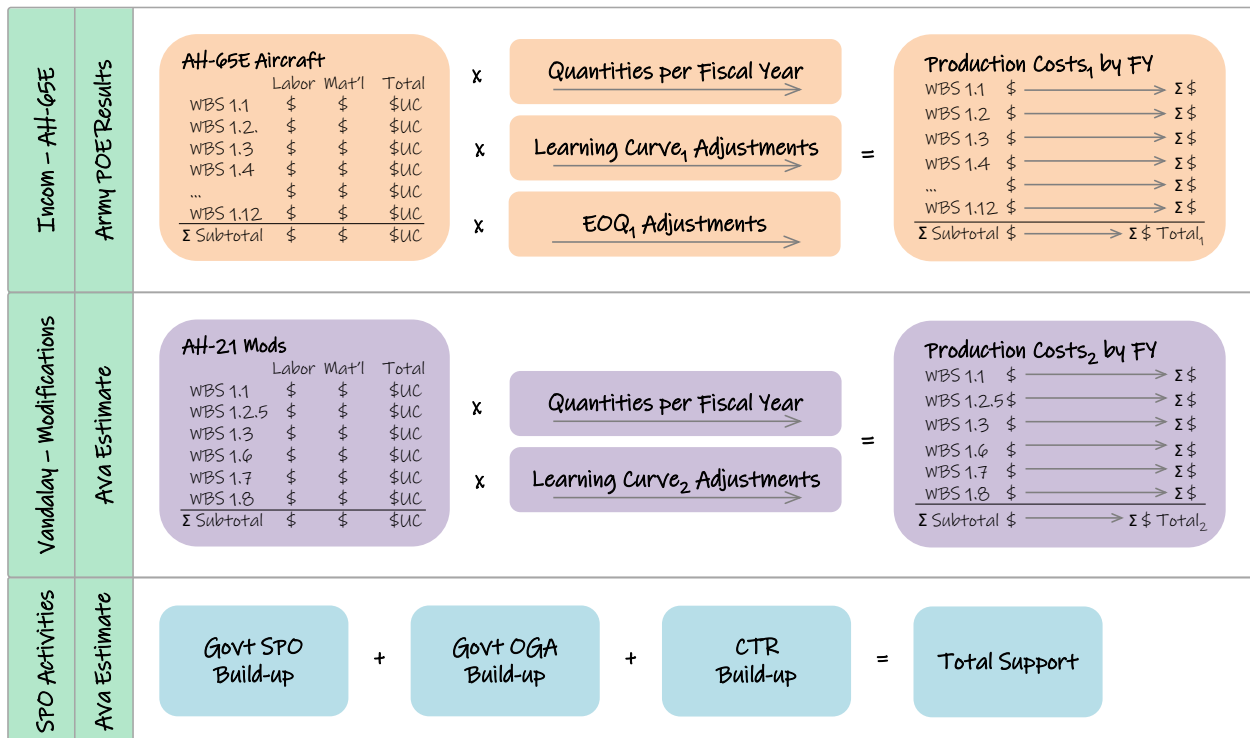 Incom – AH-65E
Army POE Results
AH-65E Aircraft
Labor Mat'l Total
WBS 1.1 $ $ $UC
WBS 1.2. $ $ $UC
WBS 1.3 $ $ $UC
WBS 1.4 $ $ $UC
... $ $ $UC
WBS 1.12 $ $ $UC
Σ Subtotal $ $ $UC
x Quantities per Fiscal Year
x Learning Curve₁ Adjustments
x EOQ₁ Adjustments
=
Production Costs₁ by FY
WBS 1.1 $ Σ $
WBS 1.2 $ Σ $
WBS 1.3 $ Σ $
WBS 1.4 $ Σ $
... $ Σ $
WBS 1.12 $ Σ $
Σ Subtotal $ Σ $ Total₁
Vandalay – Modifications
Ava Estimate
AH-21 Mods
Labor Mat'l Total
WBS 1.1 $ $ $UC
WBS 1.2.5 $ $ $UC
WBS 1.3 $ $ $UC
WBS 1.6 $ $ $UC
WBS 1.7 $ $ $UC
WBS 1.8 $ $ $UC
Σ Subtotal $ $ $UC
x Quantities per Fiscal Year
x Learning Curve₂ Adjustments
=
Production Costs₂ by FY
WBS 1.1 $ Σ $
WBS 1.2.5 $ Σ $
WBS 1.3 $ Σ $
WBS 1.6 $ Σ $
WBS 1.7 $ Σ $
WBS 1.8 $ Σ $
Σ Subtotal $ Σ $ Total₂
SPO Activities
Ava Estimate
Govt SPO
Build-up
+
Govt OGA
Build-up
+
CTR
Build-up
=
Total Support